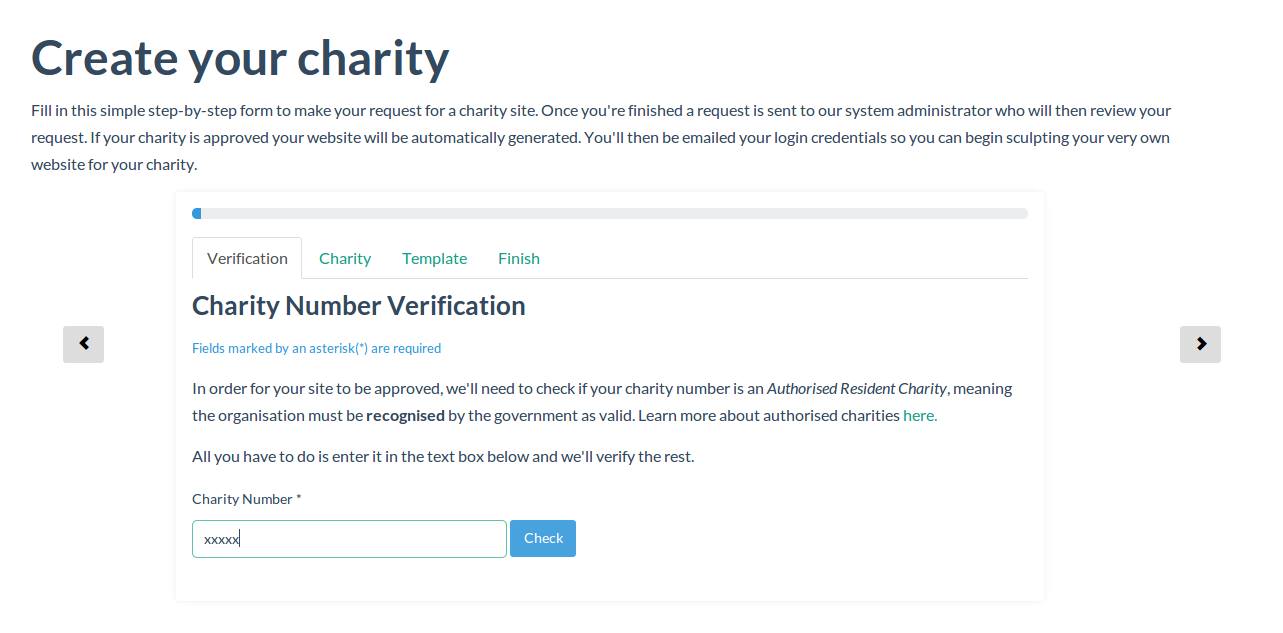 Create your charity
Fill in this simple step-by-step form to make your request for a charity site. Once you're finished a request is sent to our system administrator who will then review your
request. If your charity is approved your website will be automatically generated. You'll then be emailed your login credentials so you can begin sculpting your very own
website for your charity.
Verification Charity Template Finish
Charity Number Verification
Fields marked by an asterisk(*) are required
In order for your site to be approved, we'll need to check if your charity number is an Authorised Resident Charity, meaning
the organisation must be recognised by the government as valid. Learn more about authorised charities here.
All you have to do is enter it in the text box below and we'll verify the rest.
Charity Number *
xxxxx Check